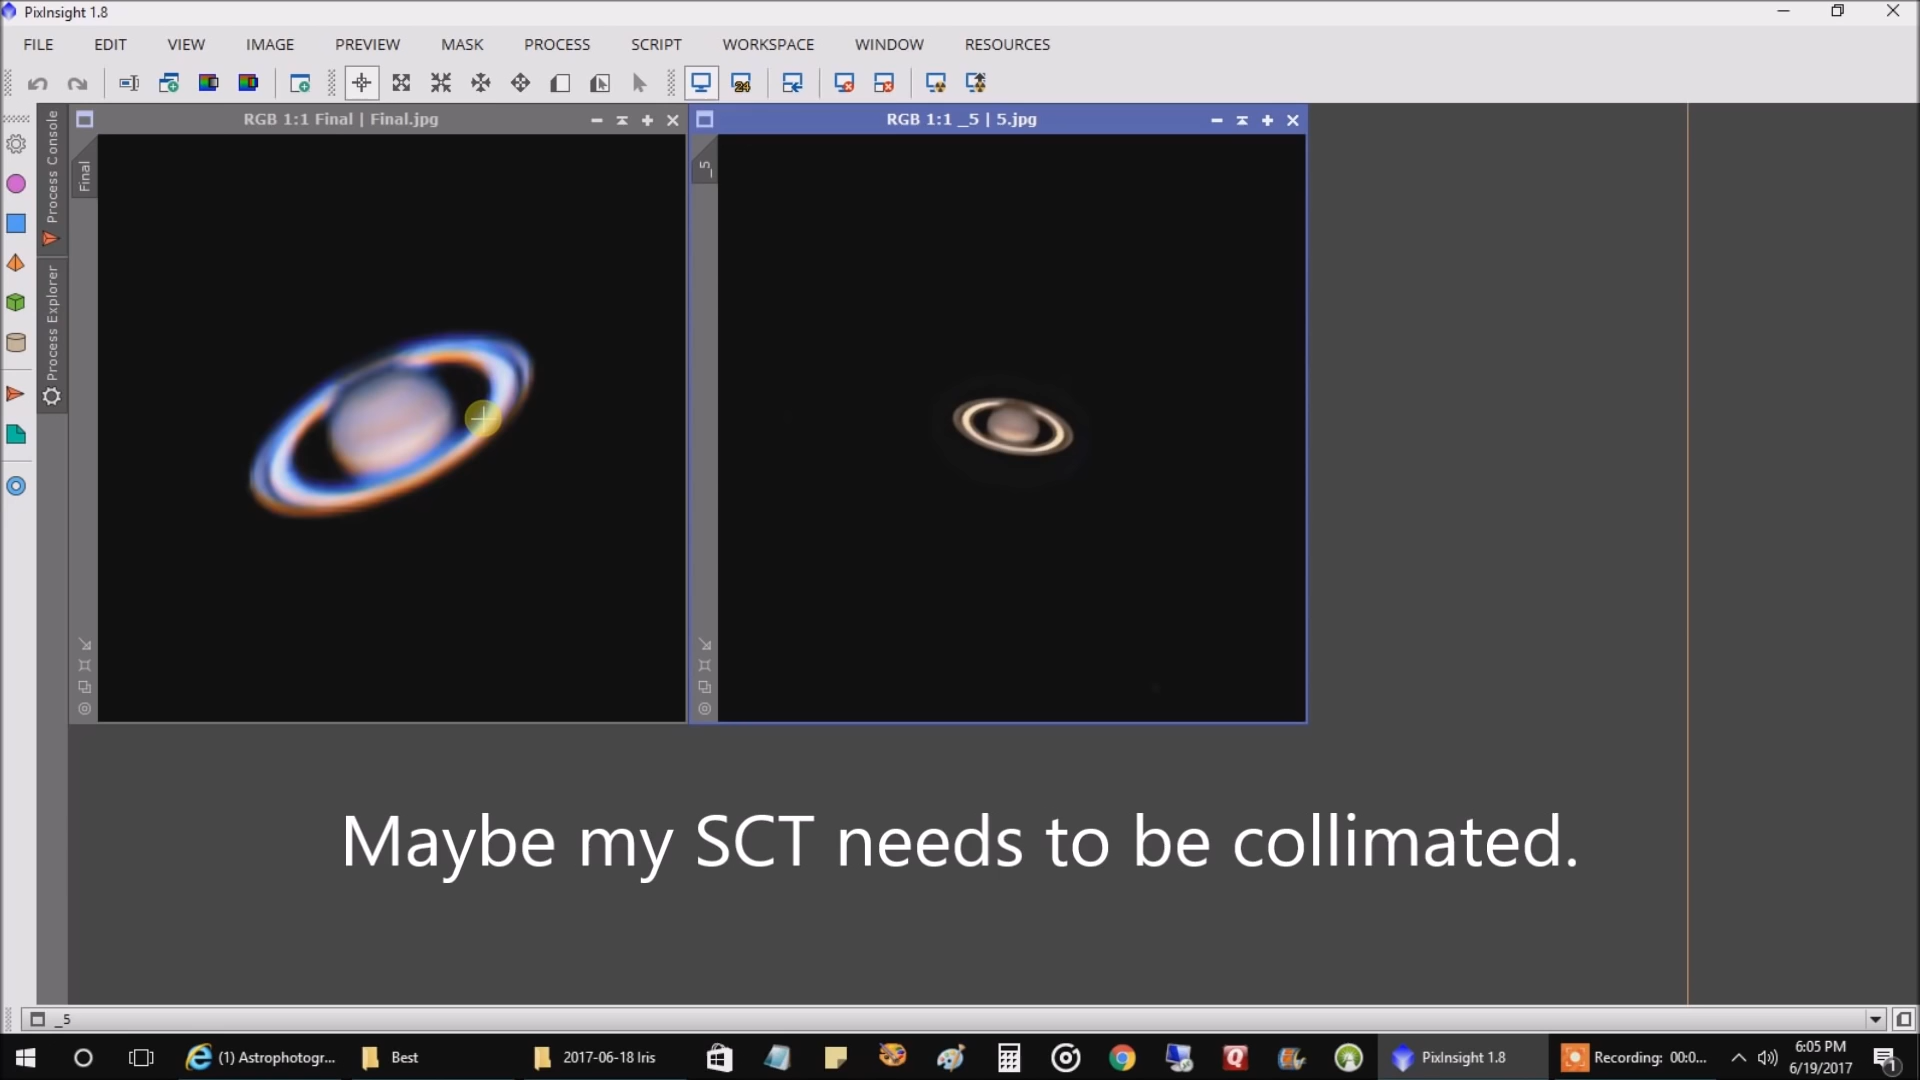 PixInsight 1.8
FILE EDIT VIEW IMAGE PREVIEW MASK PROCESS SCRIPT WORKSPACE WINDOW RESOURCES
24
Process Console
Process Explorer
RGB 1:1 Final | Final.jpg
Final
RGB 1:1 _5 | 5.jpg
_5
Maybe my SCT needs to be collimated.
_5
(1) Astrophotogr...
Best
2017-06-18 Iris
Q
PixInsight 1.8
Recording: 00:0...
6:05 PM
6/19/2017
1